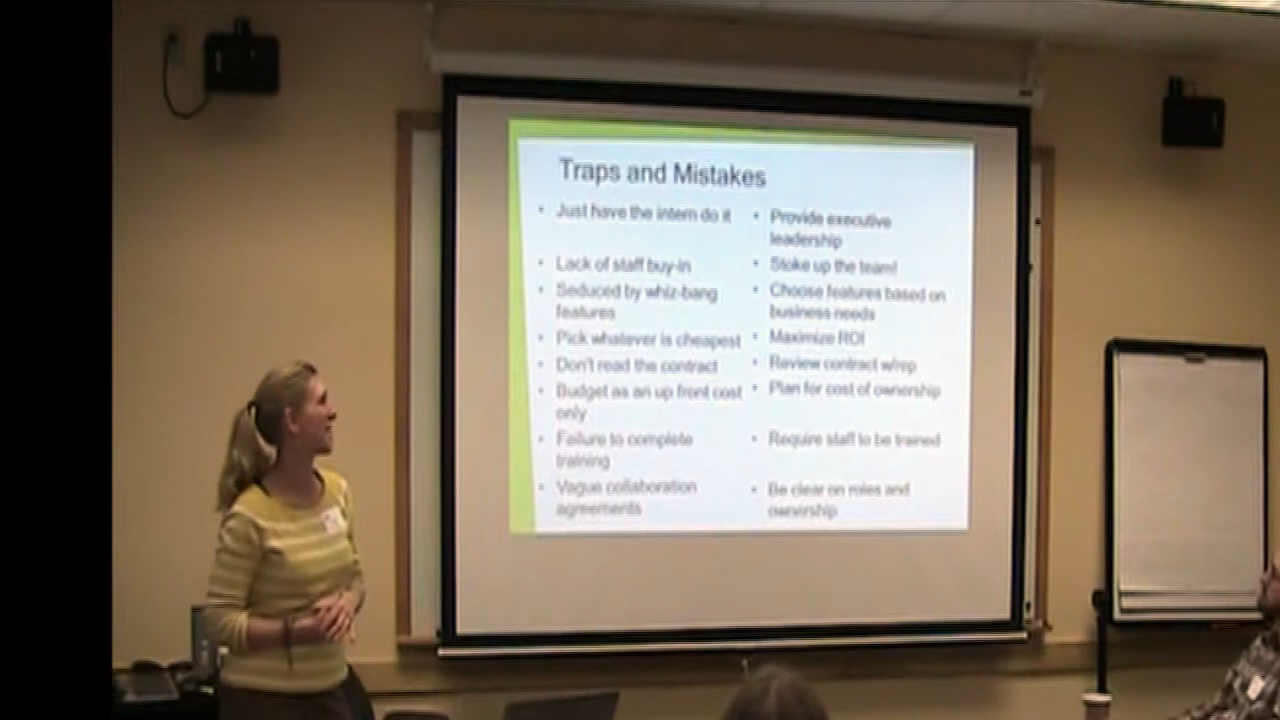 Traps and Mistakes
• Just have the intern do it
• Lack of staff buy-in
• Seduced by whiz-bang
features
• Pick whatever is cheapest
• Don't read the contract
• Budget as an up front cost
only
• Failure to complete
training
• Vague collaboration
agreements
• Provide executive
leadership
• Stoke up the team!
• Choose features based on
business needs
• Maximize ROI
• Review contract w/rep
• Plan for cost of ownership
• Require staff to be trained
• Be clear on roles and
ownership